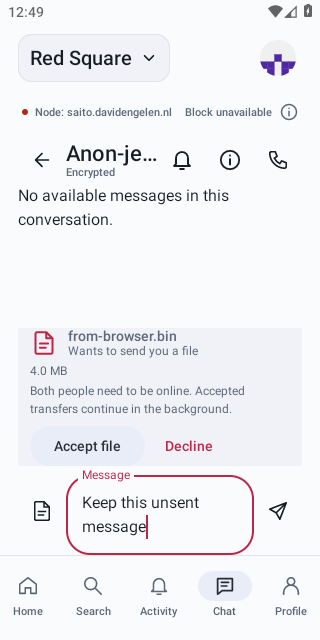 12:49
Red Square
Node: saito.davidengelen.nl Block unavailable
Anon-je...
Encrypted
No available messages in this
conversation.
from-browser.bin
Wants to send you a file
4.0 MB
Both people need to be online. Accepted
transfers continue in the background.
Accept file Decline
Message
Keep this unsent
message
Home Search Activity Chat Profile